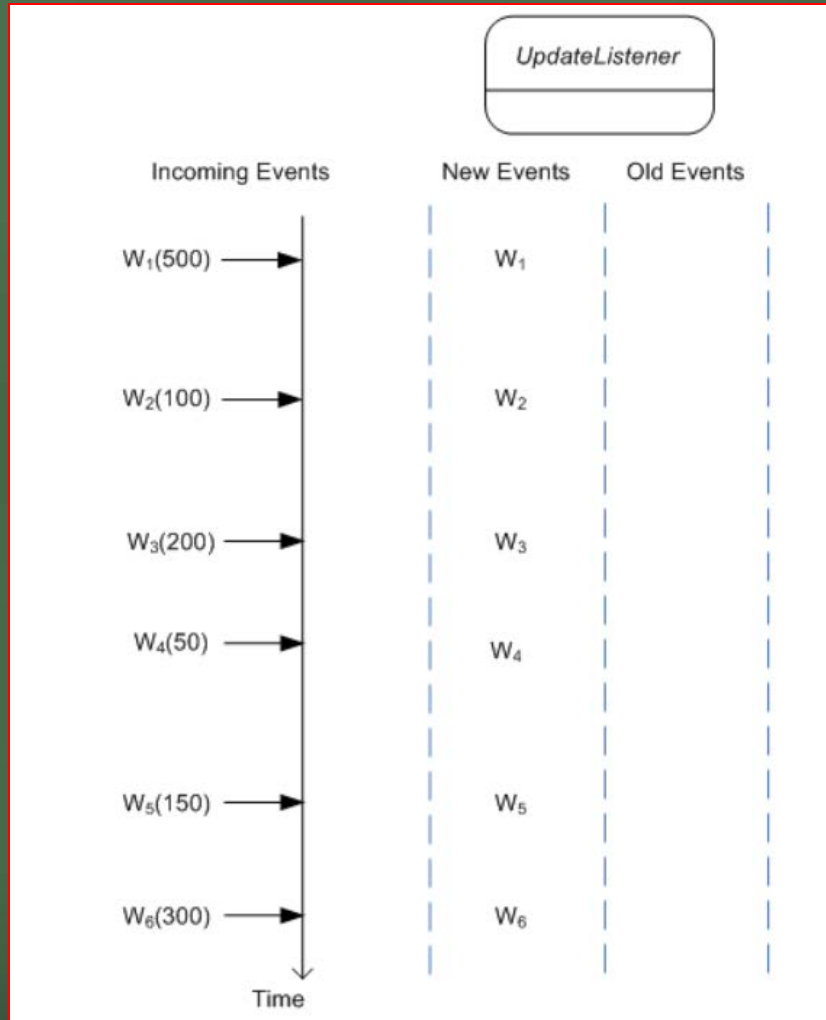 UpdateListener
Incoming Events New Events Old Events
W₁(500) W₁
W₂(100) W₂
W₃(200) W₃
W₄(50) W₄
W₅(150) W₅
W₆(300) W₆
Time